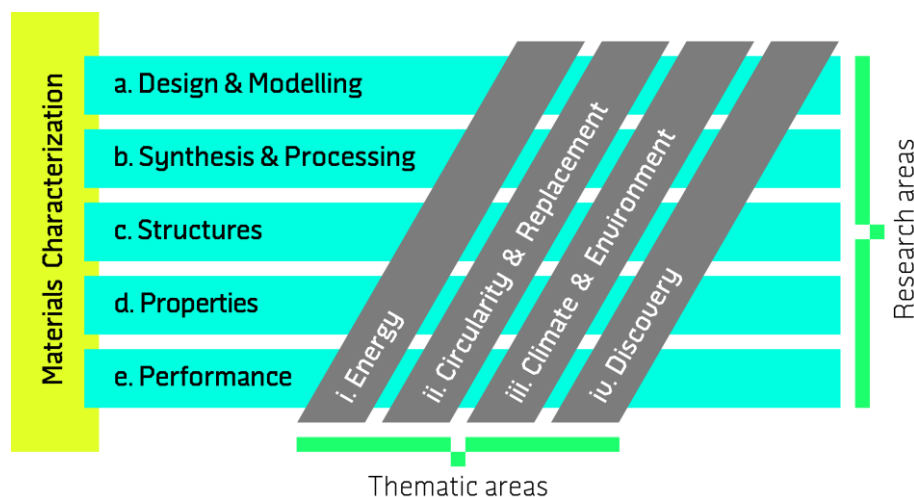 Materials Characterization
a. Design & Modelling
b. Synthesis & Processing
c. Structures
d. Properties
e. Performance
i. Energy
ii. Circularity & Replacement
iii. Climate & Environment
iv. Discovery
Research areas
Thematic areas